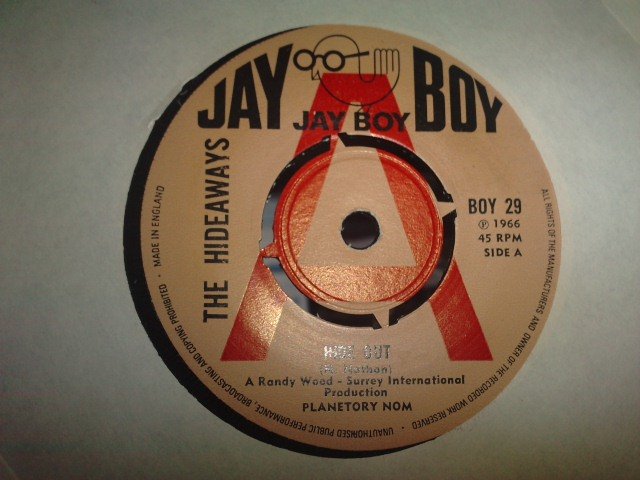 JAY BOY
JAY BOY
THE HIDEAWAYS
BOY 29
Ⓟ 1966
45 RPM
SIDE A
HIDE OUT
Nathan)
A Randy Wood - Surrey International
Production
PLANETORY NOM
ALL RIGHTS OF THE MANUFACTURERS AND OWNER OF THE RECORDED WORK RESERVED
· UNAUTHORISED PUBLIC PERFORMANCE, BROADCASTING AND COPYING PROHIBITED · MADE IN ENGLAND